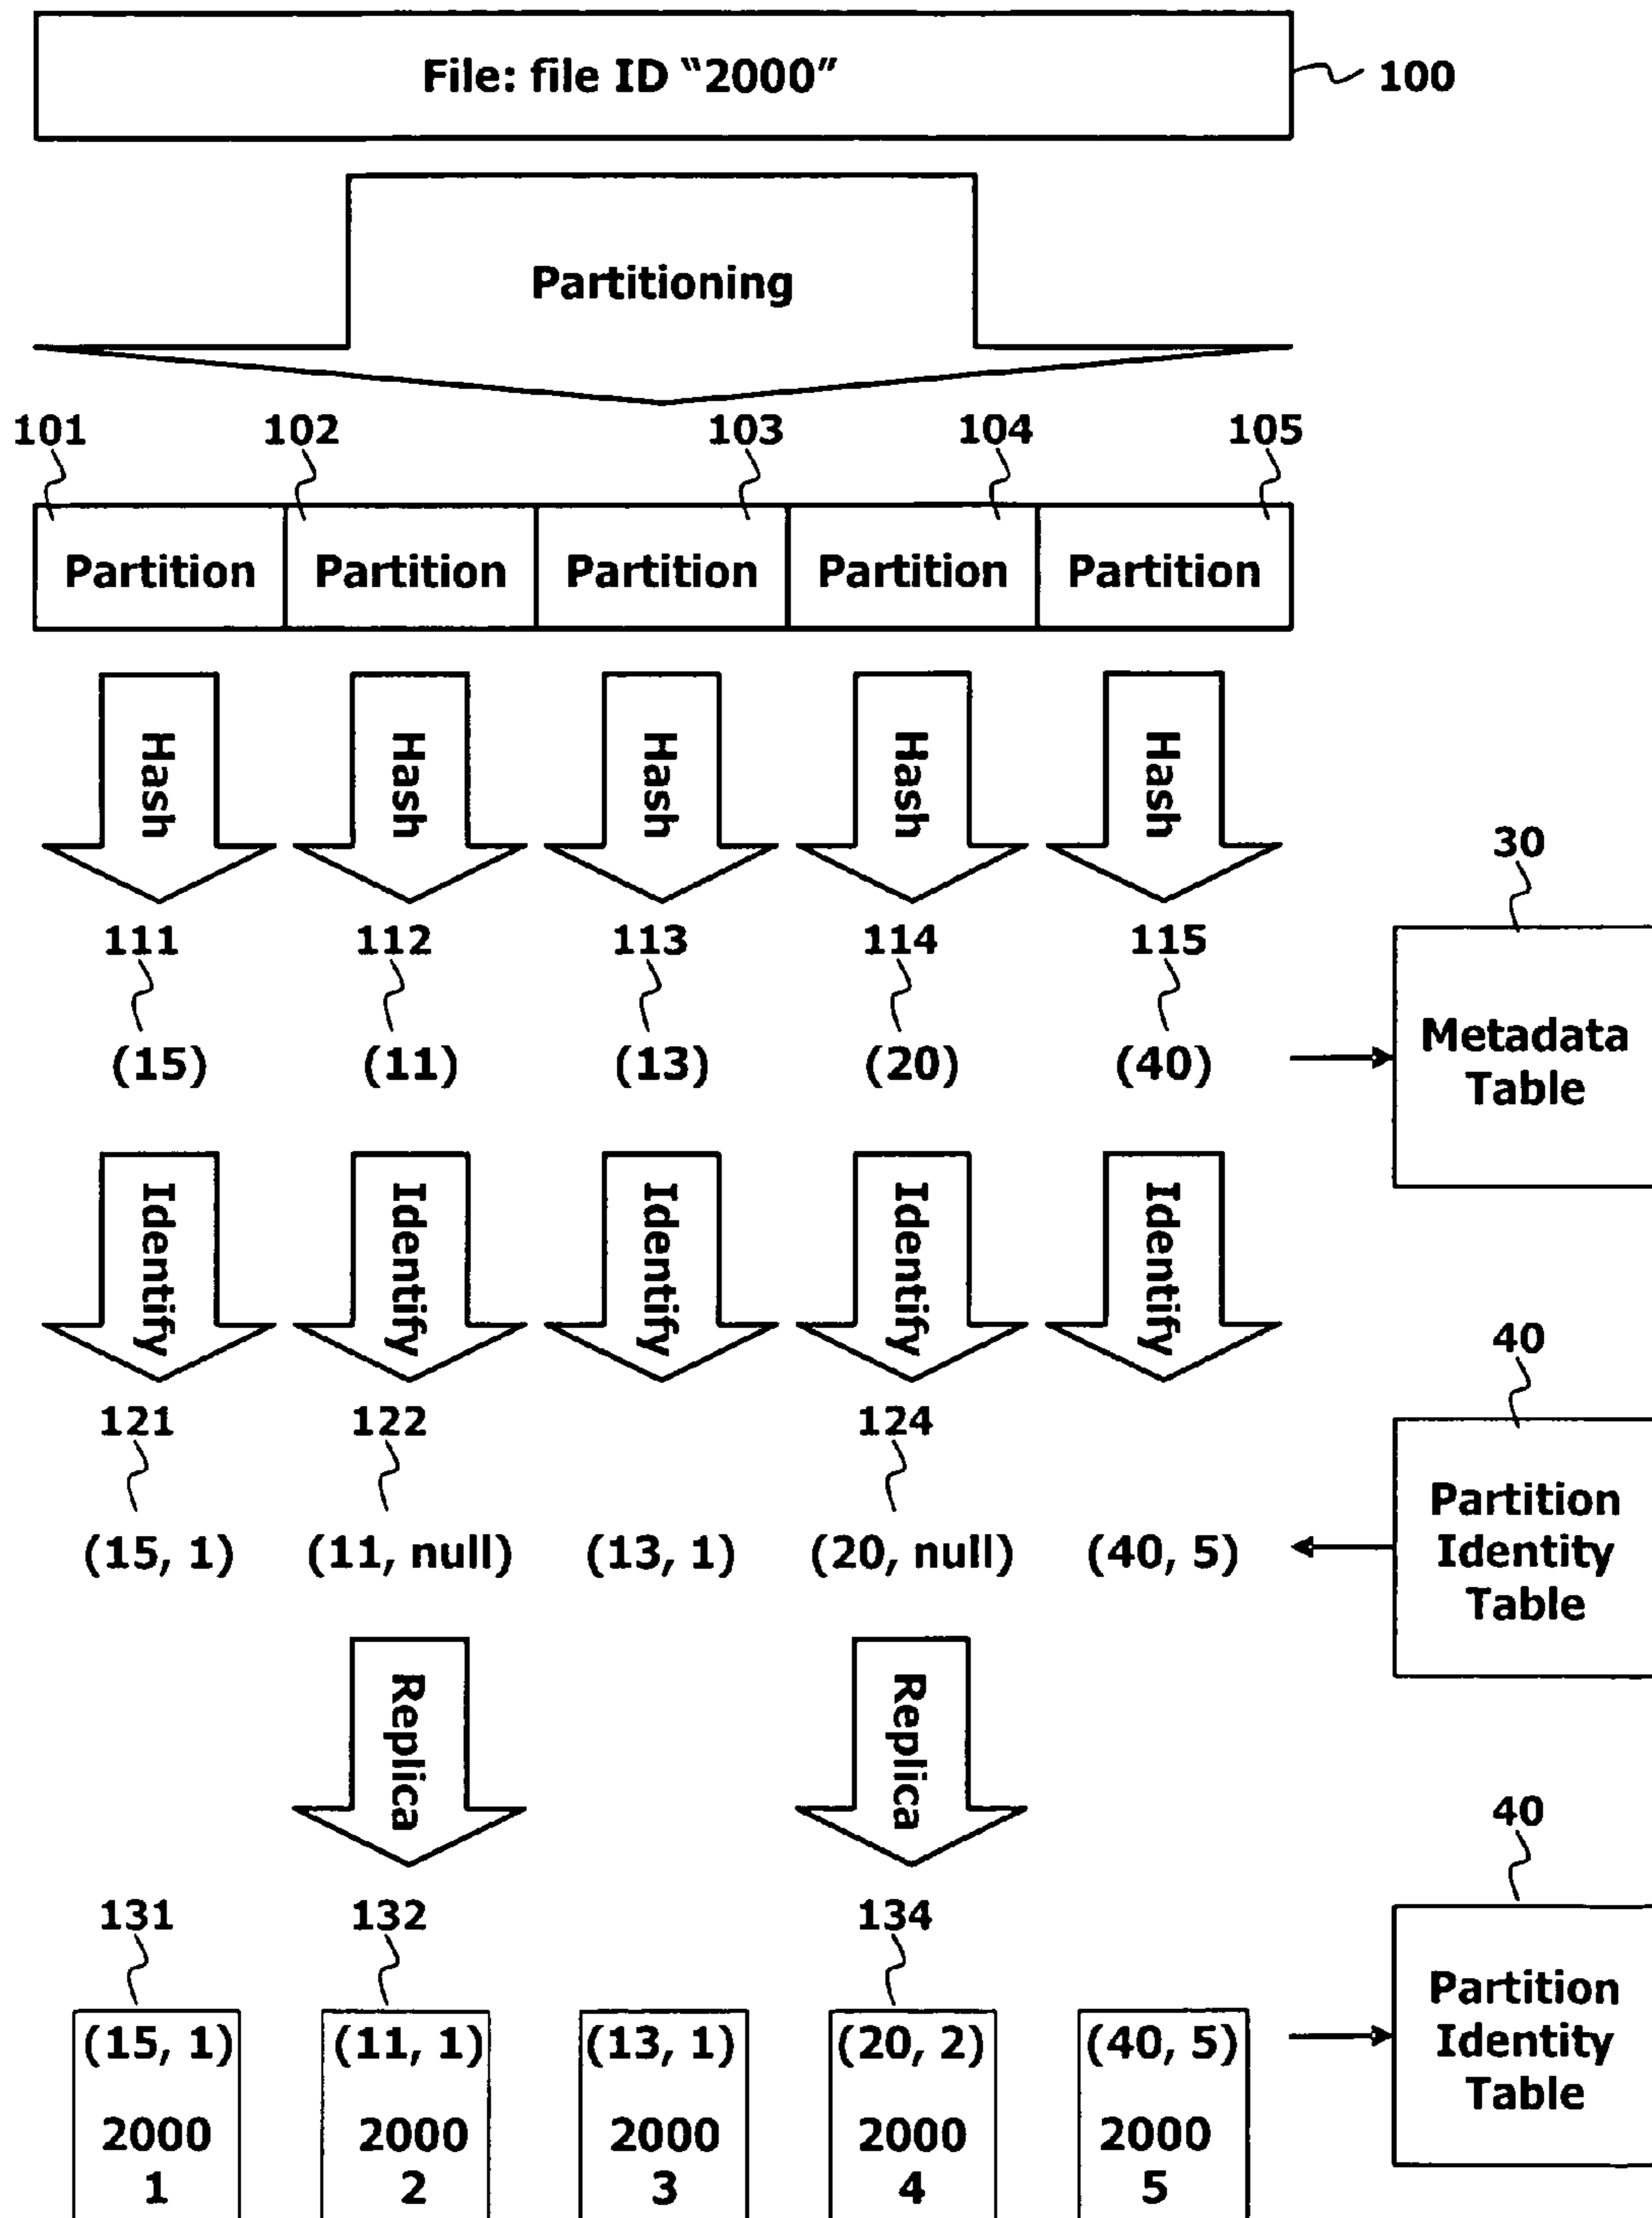 File: file ID “2000”
100
Partitioning
101 102 103 104 105
Partition Partition Partition Partition Partition
Hash Hash Hash Hash Hash
30
111 112 113 114 115
Metadata
Table
(15) (11) (13) (20) (40)
Identify Identify Identify Identify Identify
40
121 122 124
Partition
Identity
Table
(15, 1) (11, null) (13, 1) (20, null) (40, 5)
Replica Replica
40
131 132 134
Partition
Identity
Table
(15, 1) (11, 1) (13, 1) (20, 2) (40, 5)
2000 2000 2000 2000 2000
1 2 3 4 5